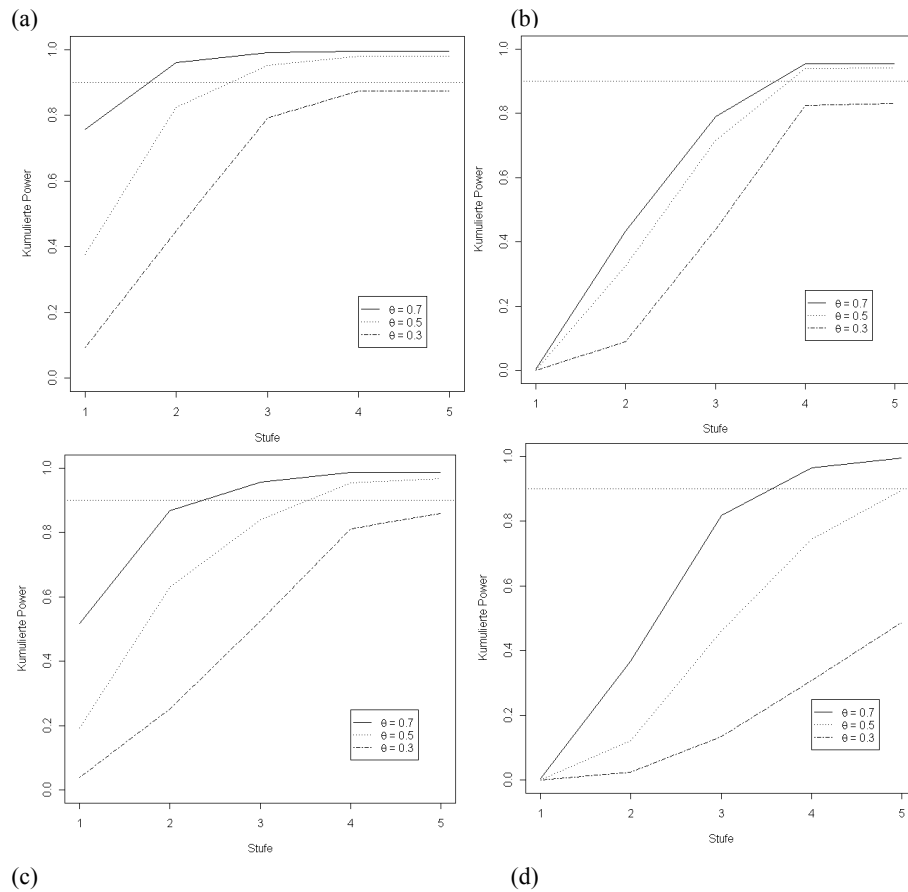 (a)
(b)
Kumulierte Power
1.0
0.8
0.6
0.4
0.2
0.0
θ = 0.7
θ = 0.5
θ = 0.3
1 2 3 4 5
Stufe
Kumulierte Power
1.0
0.8
0.6
0.4
0.2
0.0
θ = 0.7
θ = 0.5
θ = 0.3
1 2 3 4 5
Stufe
Kumulierte Power
1.0
0.8
0.6
0.4
0.2
0.0
θ = 0.7
θ = 0.5
θ = 0.3
1 2 3 4 5
Stufe
Kumulierte Power
1.0
0.8
0.6
0.4
0.2
0.0
θ = 0.7
θ = 0.5
θ = 0.3
1 2 3 4 5
Stufe
(c)
(d)